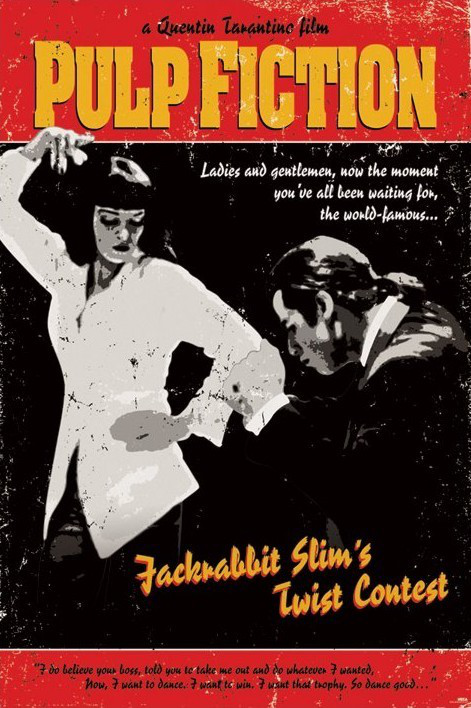 a Quentin Tarantino film
PULP FICTION
Ladies and gentlemen, now the moment
you've all been waiting for,
the world-famous...
Jackrabbit Slim's
Twist Contest
"I do believe your boss, told you to take me out and do whatever I wanted,
Now, I want to dance. I want to win. I want that trophy. So dance good..."